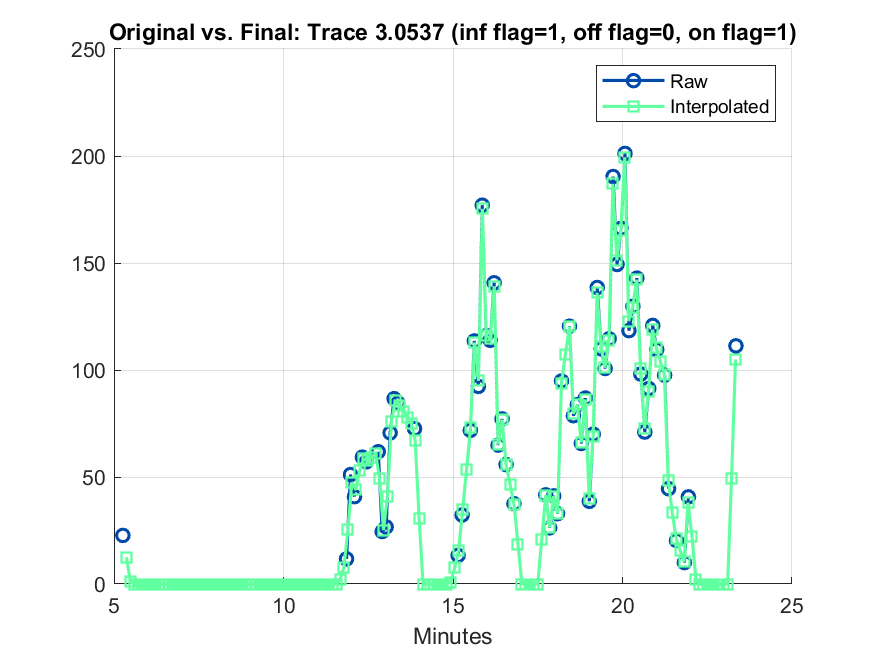 Original vs. Final: Trace 3.0537 (inf flag=1, off flag=0, on flag=1)
250
200
150
100
50
0
Raw
Interpolated
5
10
15
20
25
Minutes